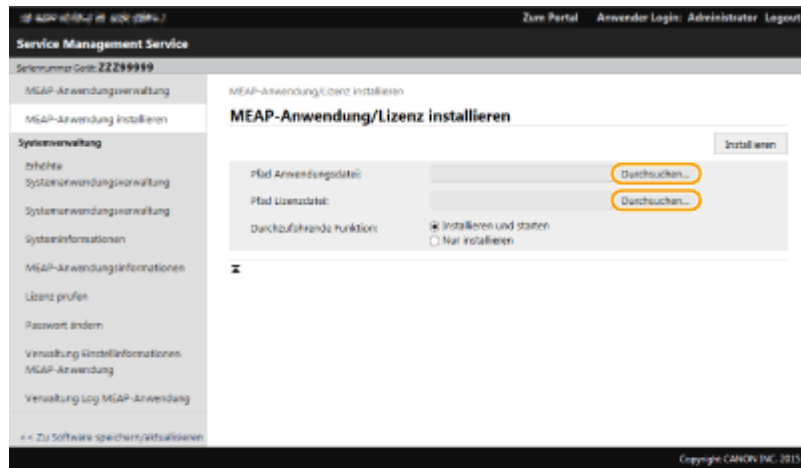 Zum Portal Anwender Login: Administrator Logout
Service Management Service
Seriennummer Gerät: ZZZ99999
MEAP-Anwendungsverwaltung
MEAP-Anwendung installieren
Systemverwaltung
Erhöhte
Systemanwendungsverwaltung
Systemanwendungsverwaltung
Systeminformationen
MEAP-Anwendungsinformationen
Lizenz prüfen
Passwort ändern
Verwaltung Einstellinformationen
MEAP-Anwendung
Verwaltung Log MEAP-Anwendung
<< Zu Software speichern/aktualisieren
MEAP-Anwendung/Lizenz installieren
MEAP-Anwendung/Lizenz installieren
Installieren
Pfad Anwendungsdatei: Durchsuchen...
Pfad Lizenzdatei: Durchsuchen...
Durchzuführende Funktion: Installieren und starten
Nur installieren
Copyright CANON INC. 2015